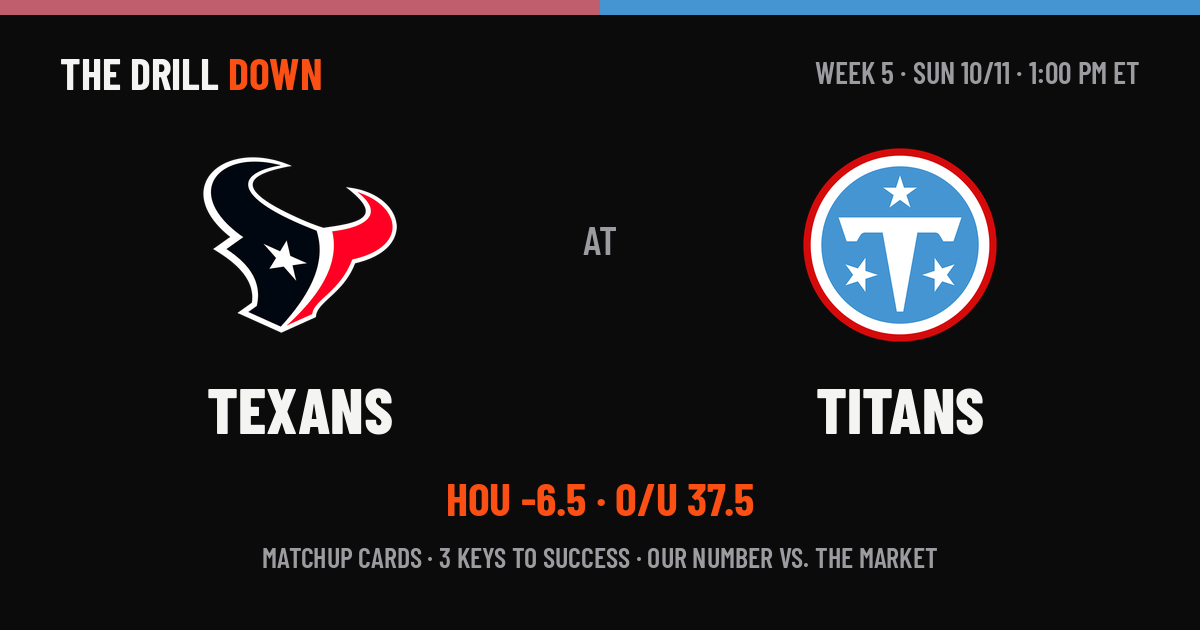 THE DRILL DOWN
WEEK 5 · SUN 10/11 · 1:00 PM ET
AT
TEXANS
TITANS
HOU -6.5 · O/U 37.5
MATCHUP CARDS · 3 KEYS TO SUCCESS · OUR NUMBER VS. THE MARKET